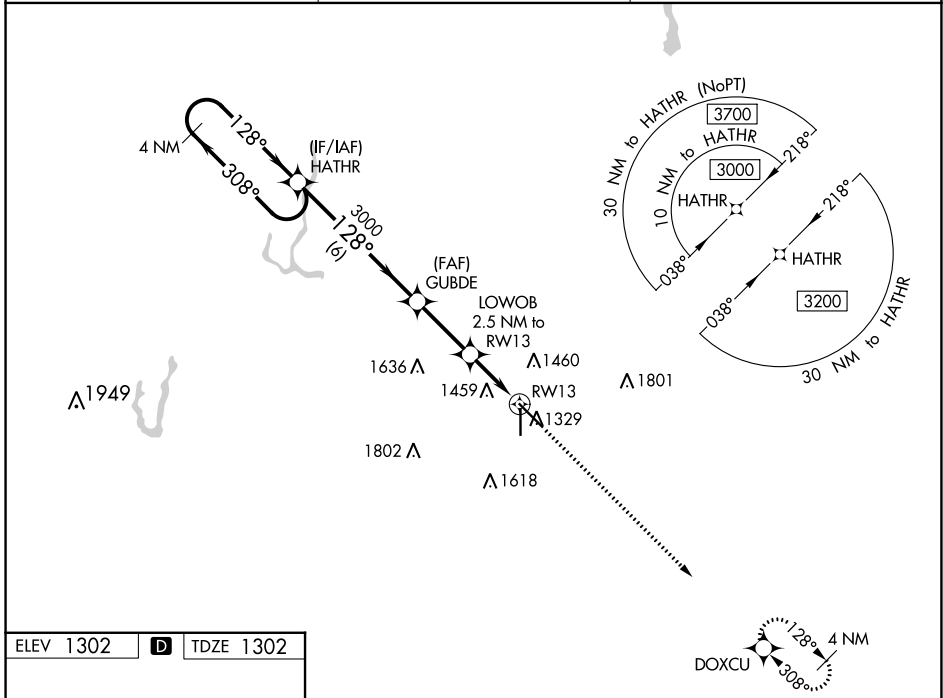 30 NM to HATHR (NoPT)
3700
10 NM to HATHR
3000
218°
HATHR
038°
218°
HATHR
038°
3200
30 NM to HATHR
4 NM
128°
308°
(IF/IAF)
HATHR
3000
128°
(6)
(FAF)
GUBDE
LOWOB
2.5 NM to
RW13
1636
1460
1459
RW13
1801
1949
1329
1802
1618
ELEV 1302
D
TDZE 1302
DOXCU
128°
308°
4 NM